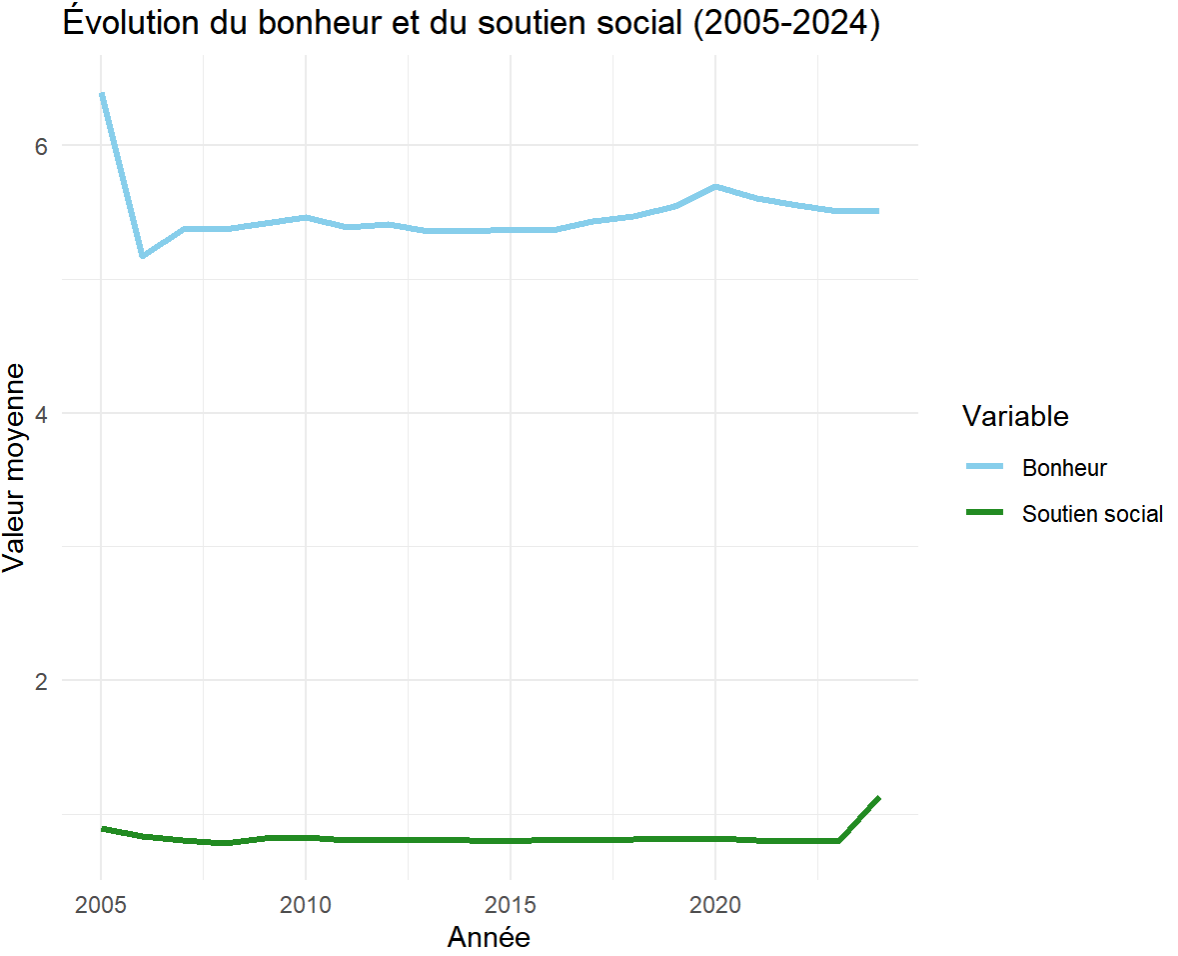 Évolution du bonheur et du soutien social (2005-2024)
6
4
2
Valeur moyenne
2005 2010 2015 2020
Année
Variable
Bonheur
Soutien social